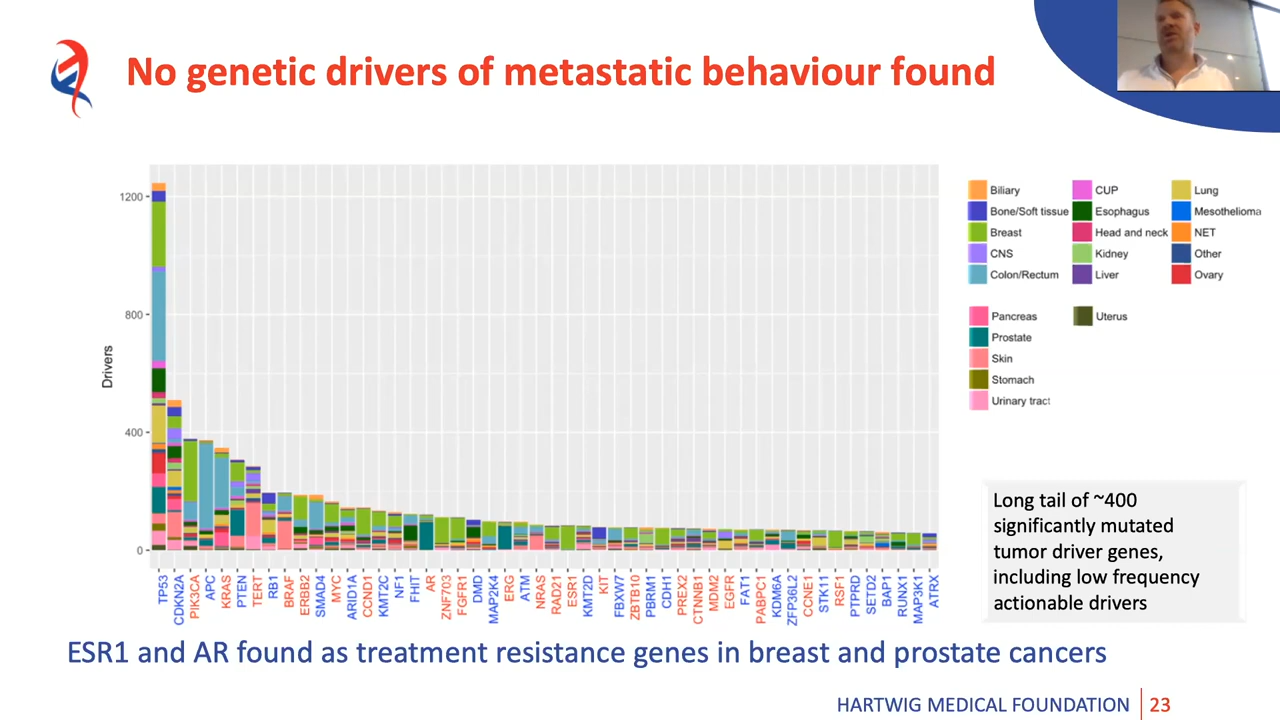 No genetic drivers of metastatic behaviour found
Drivers
1200
800
400
0
TP53
CDKN2A
PIK3CA
APC
KRAS
PTEN
TERT
RB1
BRAF
ERBB2
SMAD4
MYC
ARID1A
CCND1
KMT2C
NF1
FHIT
AR
ZNF703
FGFR1
DMD
MAP2K4
ERG
ATM
NRAS
RAD21
ESR1
KMT2D
KIT
FBXW7
ZBTB10
PBRM1
CDH1
PREX2
CTNNB1
MDM2
EGFR
FAT1
PABPC1
KDM6A
ZFP36L2
CCNE1
STK11
RSF1
PTPRD
SETD2
BAP1
RUNX1
MAP3K1
ATRX
Biliary
Bone/Soft tissue
Breast
CNS
Colon/Rectum
CUP
Esophagus
Head and neck
Kidney
Liver
Lung
Mesothelioma
NET
Other
Ovary
Pancreas
Prostate
Skin
Stomach
Urinary tract
Uterus
Long tail of ~400
significantly mutated
tumor driver genes,
including low frequency
actionable drivers
ESR1 and AR found as treatment resistance genes in breast and prostate cancers
HARTWIG MEDICAL FOUNDATION 23